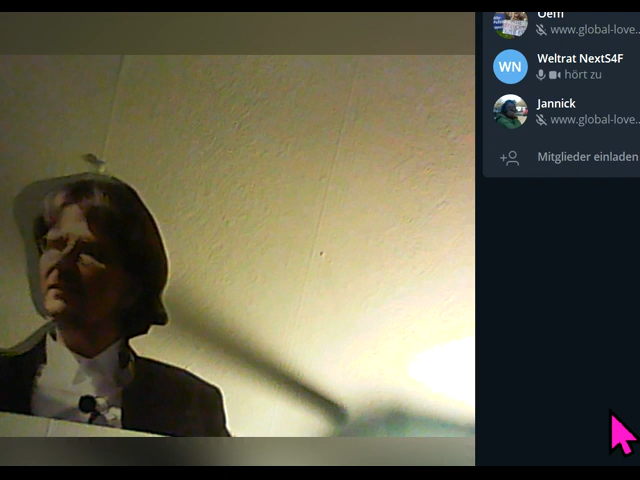 Oem
www.global-love..
WN
Weltrat NextS4F
hört zu
Jannick
www.global-love...
Mitglieder einladen